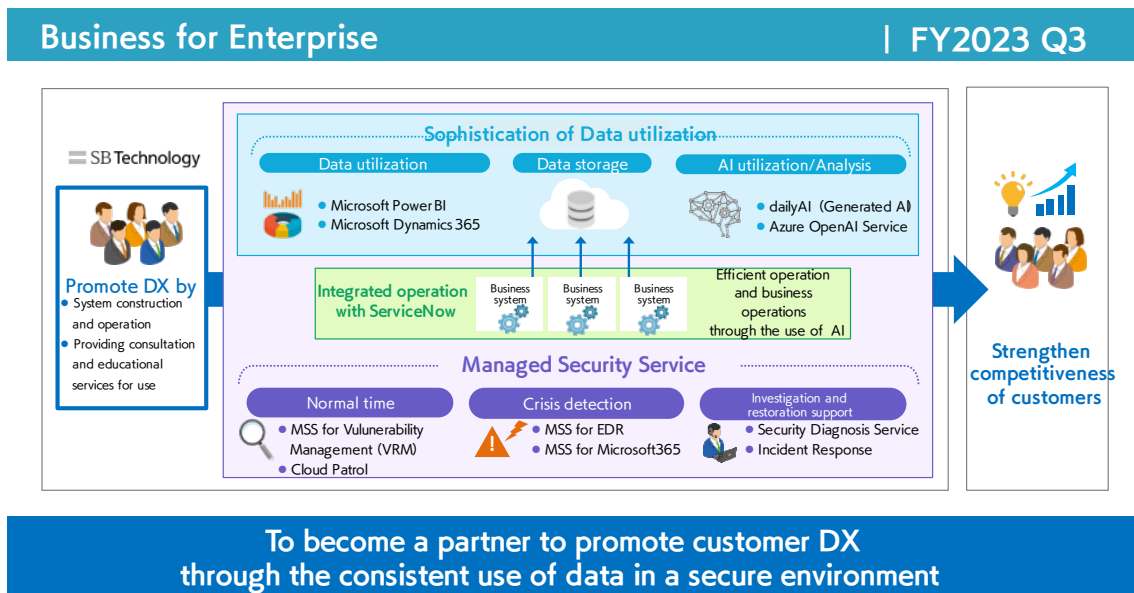 Business for Enterprise
| FY2023 Q3
SB Technology
Promote DX by
• System construction
and operation
• Providing consultation
and educational
services for use
Sophistication of Data utilization
Data utilization
• Microsoft Power BI
• Microsoft Dynamics 365
Data storage
AI utilization/Analysis
• dailyAI (Generated AI)
• Azure OpenAI Service
Integrated operation
with ServiceNow
Business
system
Business
system
Business
system
Efficient operation
and business
operations
through the use of AI
Managed Security Service
Normal time
• MSS for Vulunerability
Management (VRM)
• Cloud Patrol
Crisis detection
• MSS for EDR
• MSS for Microsoft365
Investigation and
restoration support
• Security Diagnosis Service
• Incident Response
Strengthen
competitiveness
of customers
To become a partner to promote customer DX
through the consistent use of data in a secure environment